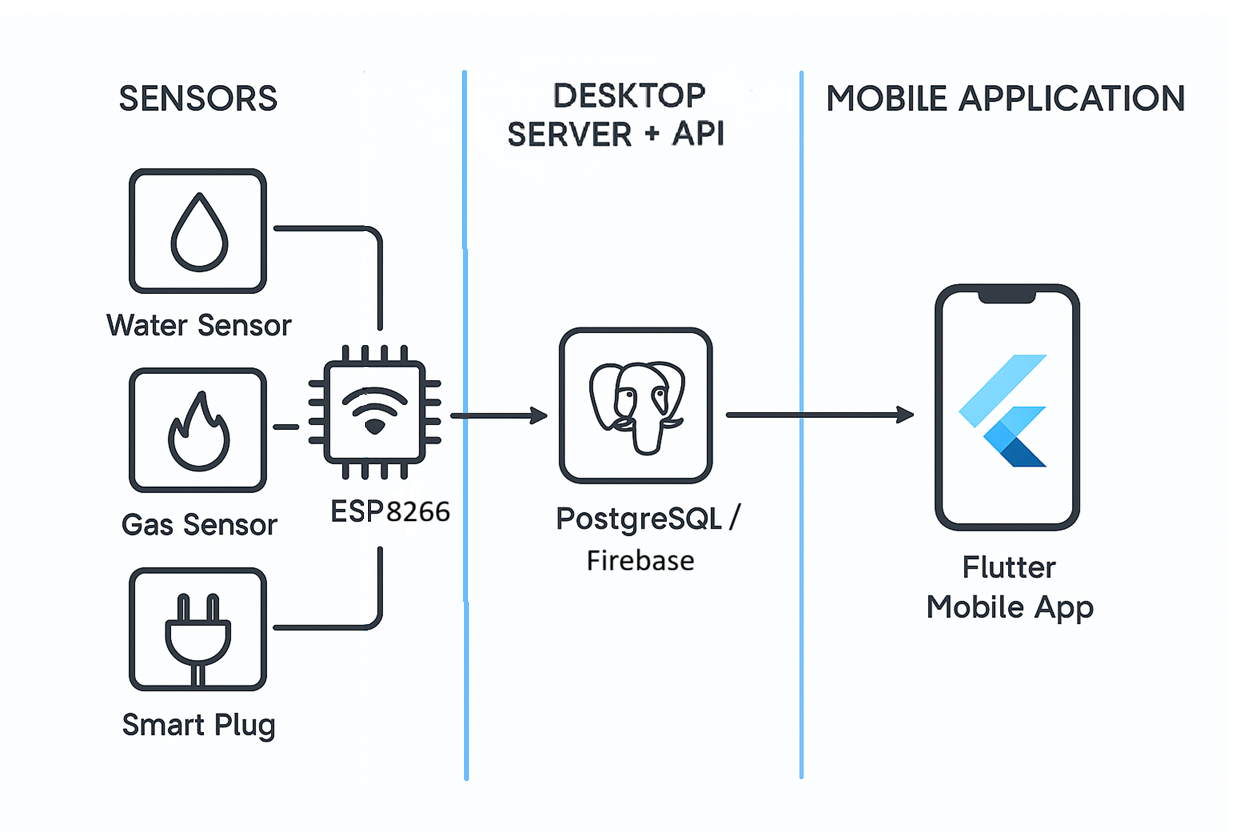 SENSORS
DESKTOP
SERVER + API
MOBILE APPLICATION
Water Sensor
Gas Sensor
ESP8266
Smart Plug
PostgreSQL /
Firebase
Flutter
Mobile App